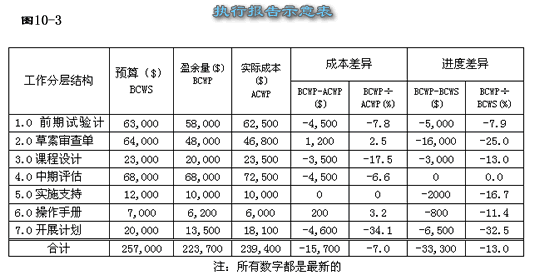 执行报告示意表
图10-3
工作分层结构 预算($) BCWS 盈余量($) BCWP 实际成本($) ACWP 成本差异 进度差异
BCWP-ACWP($) BCWP÷ACWP(%) BCWP-BCWS($) BCWP÷BCWS(%)
1.0 前期试验计 63,000 58,000 62,500 -4,500 -7.8 -5,000 -7.9
2.0 草案审查单 64,000 48,000 46,800 1,200 2.5 -16,000 -25.0
3.0 课程设计 23,000 20,000 23,500 -3,500 -17.5 -3,000 -13.0
4.0 中期评估 68,000 68,000 72,500 -4,500 -6.6 0 0.0
5.0 实施支持 12,000 10,000 10,000 0 0 -2000 -16.7
6.0 操作手册 7,000 6,200 6,000 200 3.2 -800 -11.4
7.0 开展计划 20,000 13,500 18,100 -4,600 -34.1 -6,500 -32.5
合计 257,000 223,700 239,400 -15,700 -7.0 -33,300 -13.0
注：所有数字都是最新的